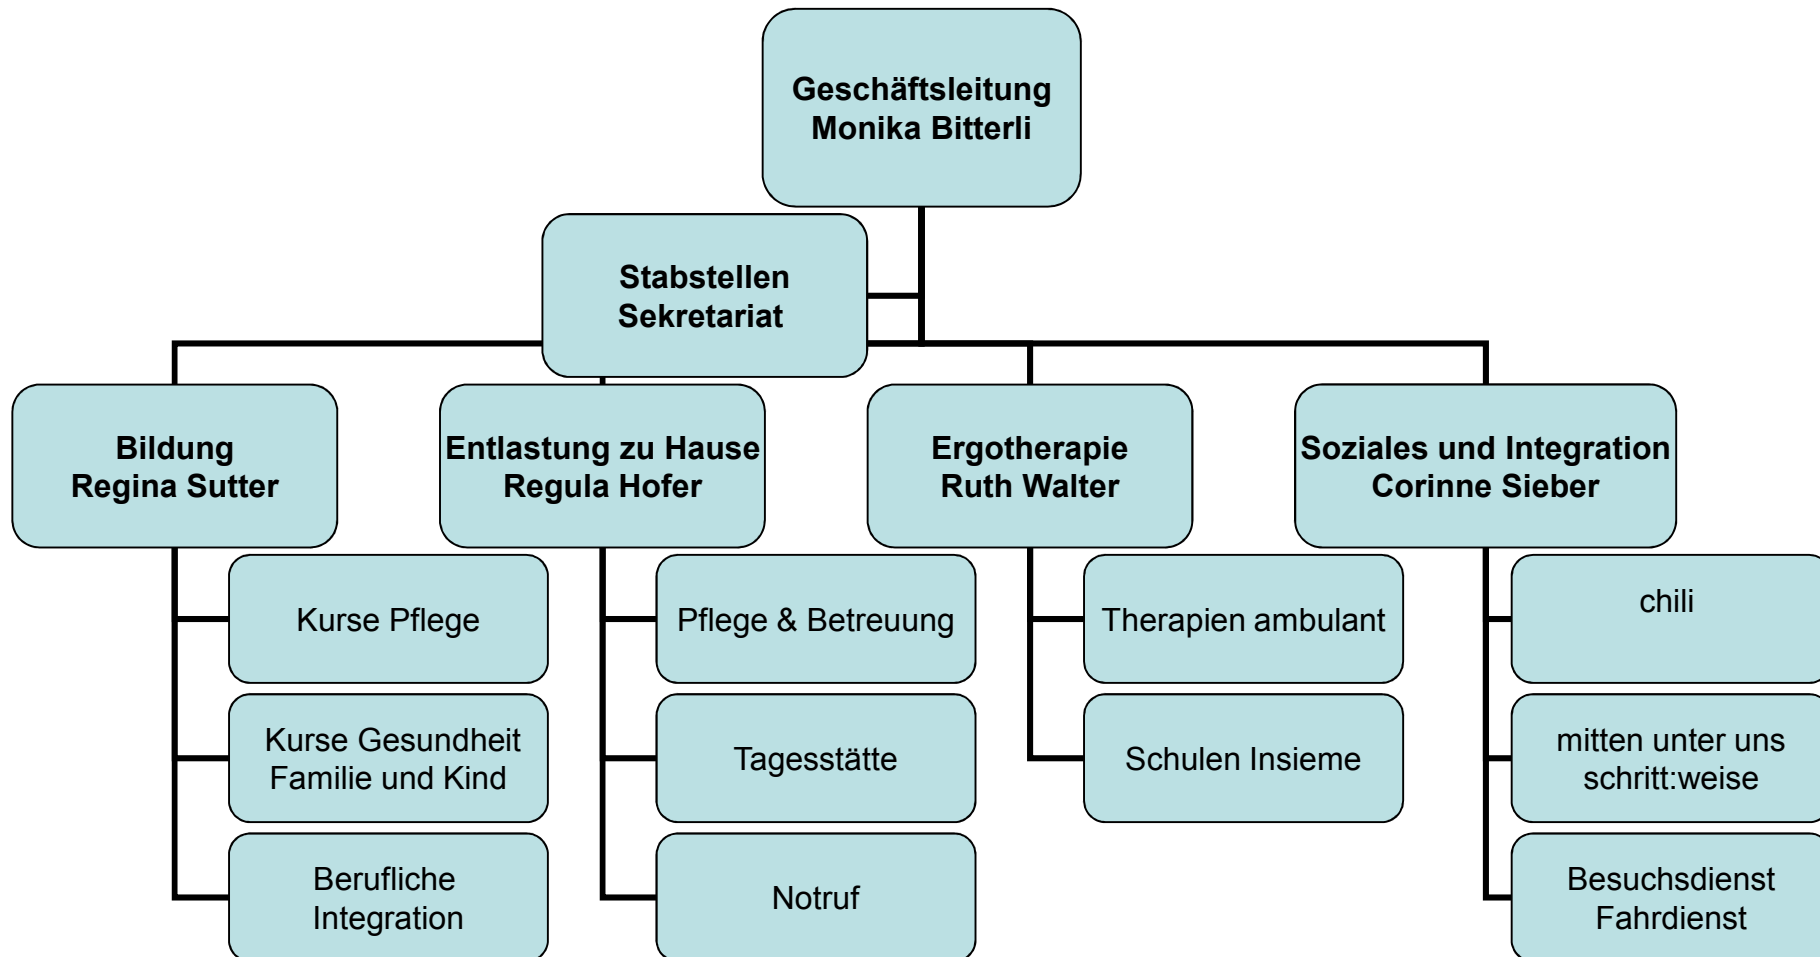 Geschäftsleitung
Monika Bitterli
Stabstellen
Sekretariat
Bildung
Regina Sutter
Entlastung zu Hause
Regula Hofer
Ergotherapie
Ruth Walter
Soziales und Integration
Corinne Sieber
Kurse Pflege
Pflege & Betreuung
Therapien ambulant
chili
Kurse Gesundheit
Familie und Kind
Tagesstätte
Schulen Insieme
mitten unter uns
schritt:weise
Berufliche
Integration
Notruf
Besuchsdienst
Fahrdienst